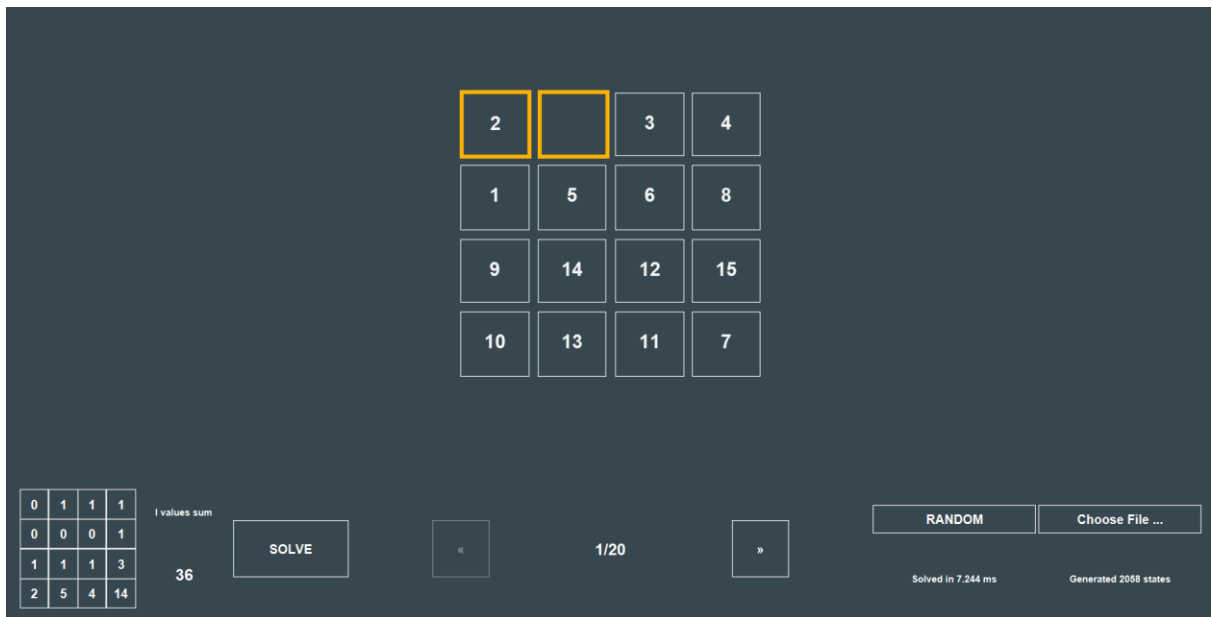 2 3 4
1 5 6 8
9 14 12 15
10 13 11 7
0 1 1 1
0 0 0 1
1 1 1 3
2 5 4 14
I values sum
36
SOLVE
«
1/20
»
RANDOM
Choose File ...
Solved in 7.244 ms
Generated 2058 states